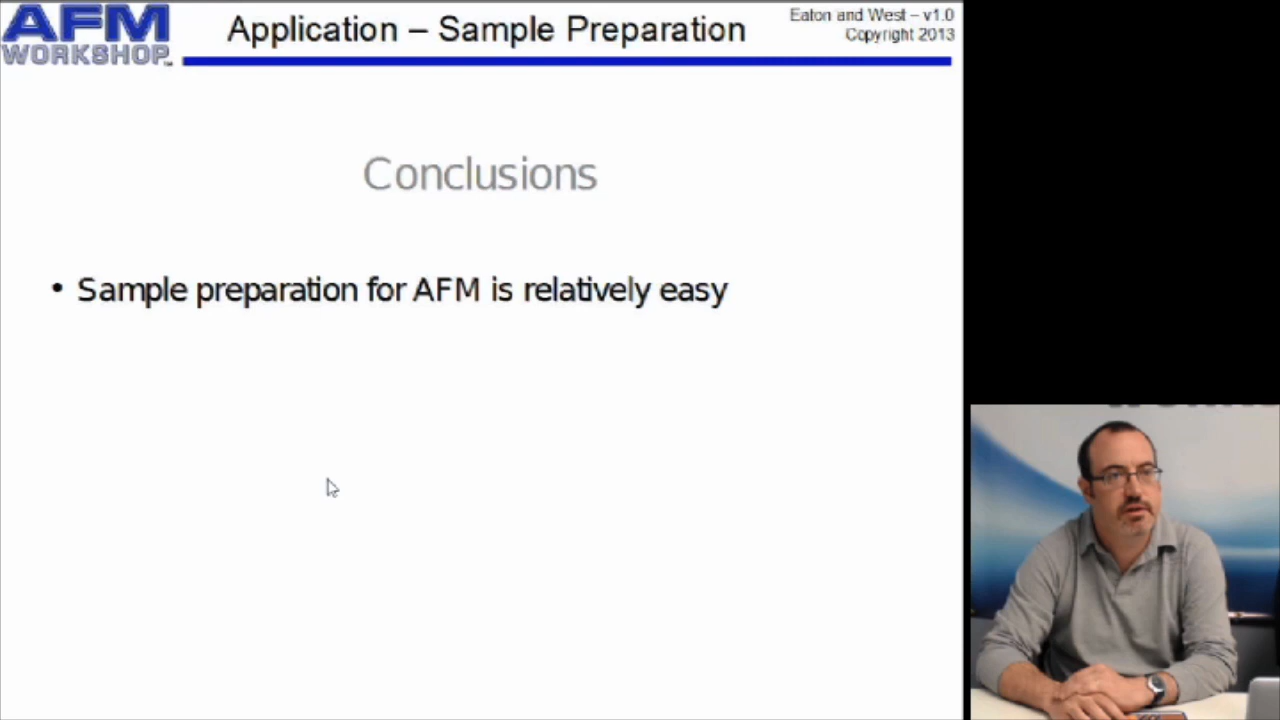 AFM
WORKSHOP
Application – Sample Preparation
Eaton and West – v1.0
Copyright 2013
Conclusions
• Sample preparation for AFM is relatively easy